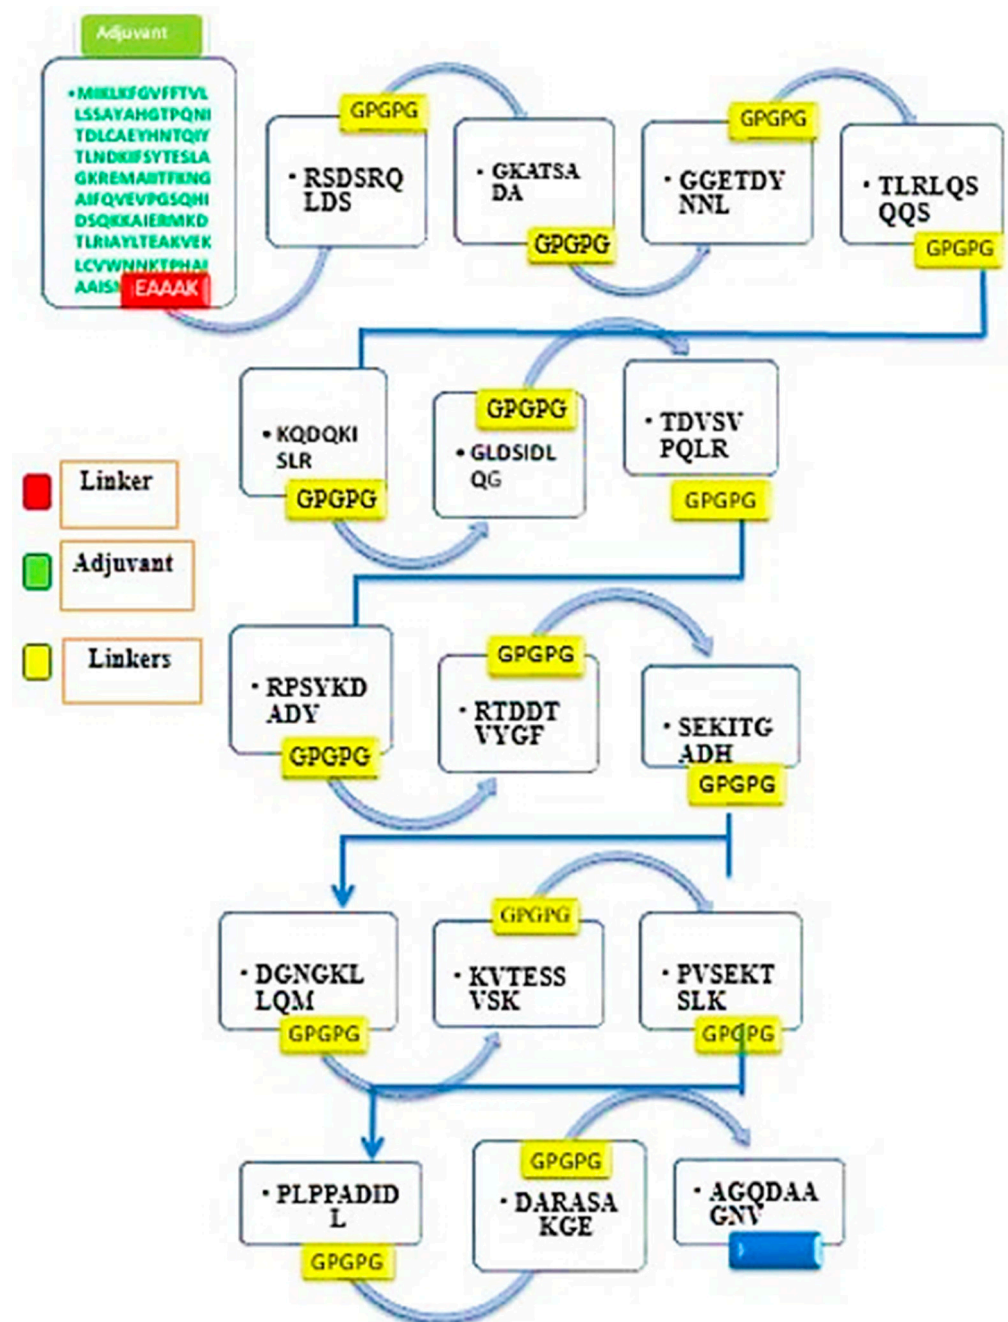 Adjuvant
•MIKLKFGVFFTVL
LSSAYAHGTPQNI
TDLCAEYHNTQIY
TLNDKIFSYTESLA
GKREMAIITFKNG
AIFQVEVPGSQHI
DSQKKAIERMKD
TLRIAYLTEAKVEK
LCVWNNKTPHAI
AAIS
EAAAK
• RSDSRQ
LDS
GPGPG
• GKATSA
DA
GPGPG
• GGETDY
NNL
GPGPG
• TLRLQS
QQS
GPGPG
• KQDQKI
SLR
GPGPG
• GLDSIDL
QG
GPGPG
• TDVSV
PQLR
GPGPG
Linker
Adjuvant
Linkers
• RPSYKD
ADY
GPGPG
• RTDDT
VYGF
GPGPG
• SEKITG
ADH
GPGPG
• DGNGKL
LQM
GPGPG
• KVTESS
VSK
GPGPG
• PVSEKT
SLK
GPGPG
• PLPPADID
L
GPGPG
• DARASA
KGE
GPGPG
• AGQDAA
GNV